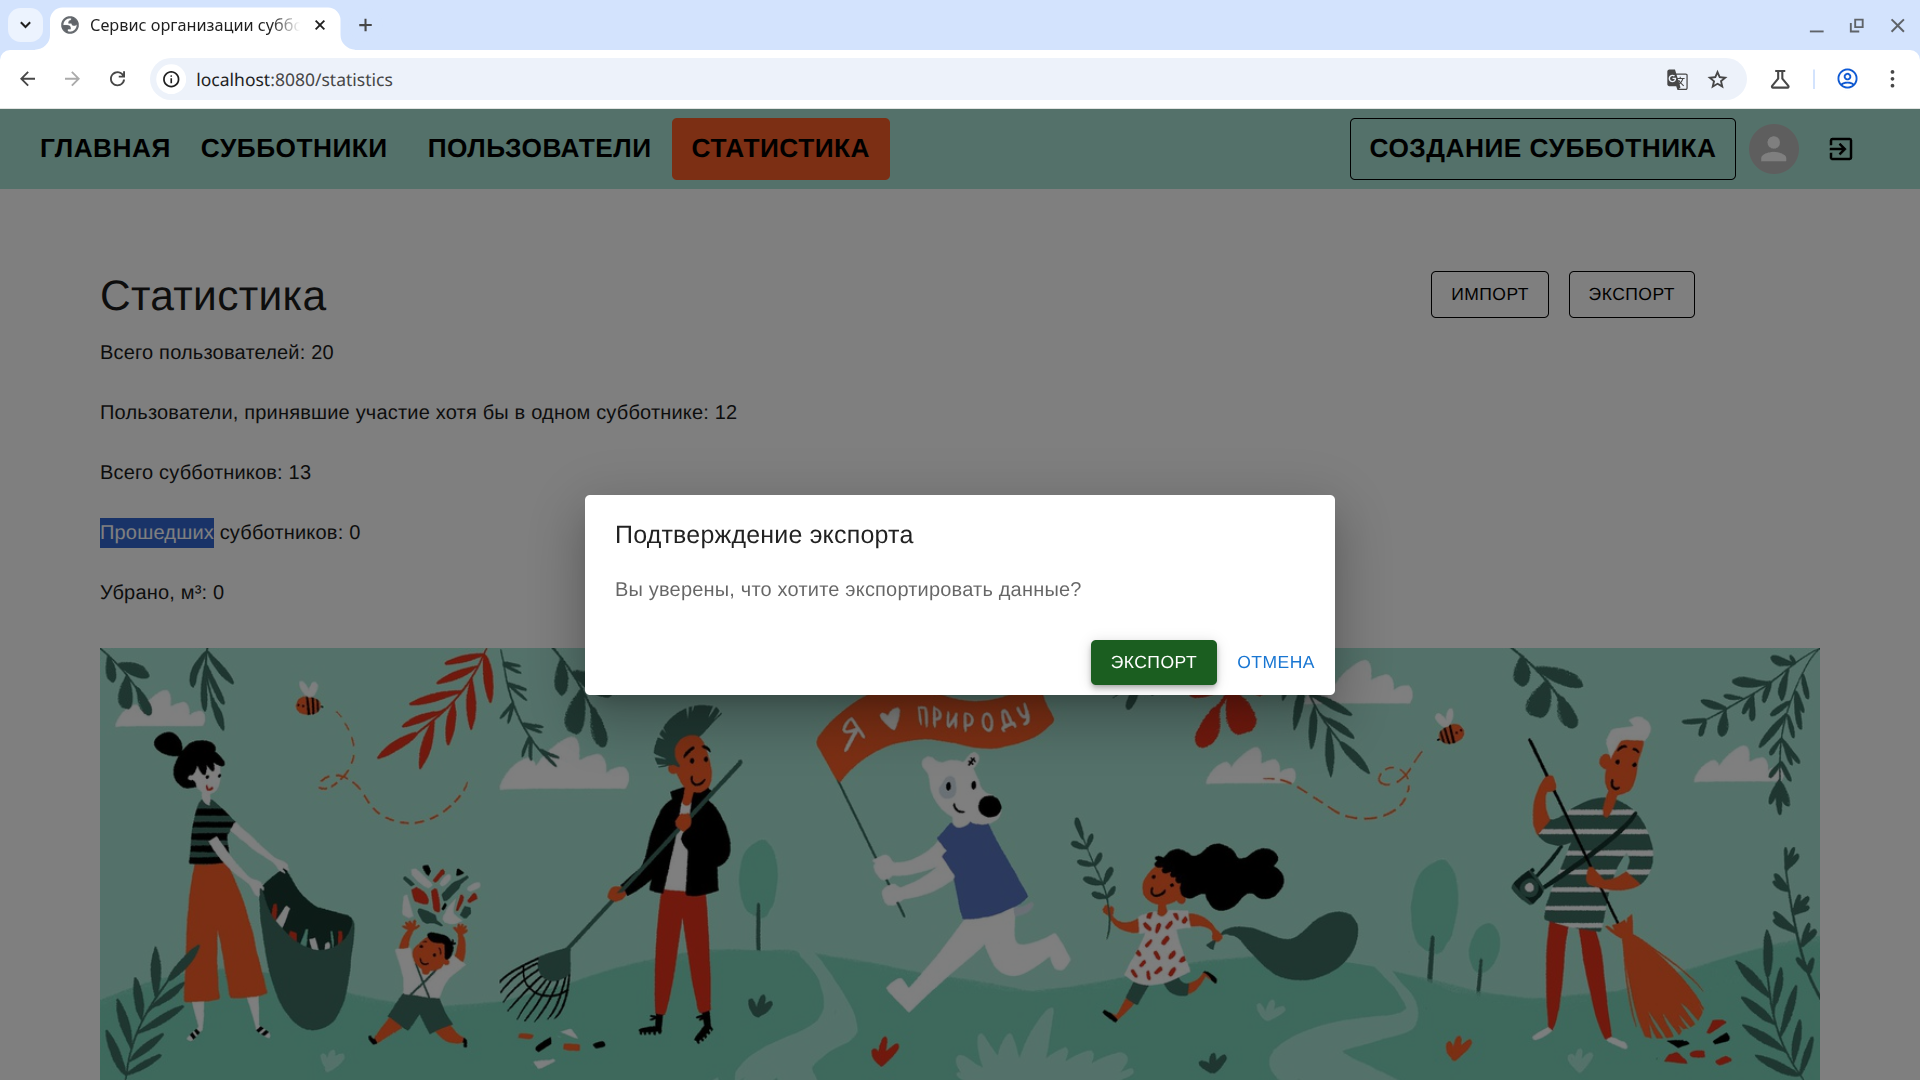 Сервис организации суббо
localhost:8080/statistics
ГЛАВНАЯ СУББОТНИКИ ПОЛЬЗОВАТЕЛИ СТАТИСТИКА СОЗДАНИЕ СУББОТНИКА
Статистика
ИМПОРТ ЭКСПОРТ
Всего пользователей: 20
Пользователи, принявшие участие хотя бы в одном субботнике: 12
Всего субботников: 13
Прошедших субботников: 0
Убрано, м³: 0
Подтверждение экспорта
Вы уверены, что хотите экспортировать данные?
ЭКСПОРТ ОТМЕНА
Я ПРИРОДУ